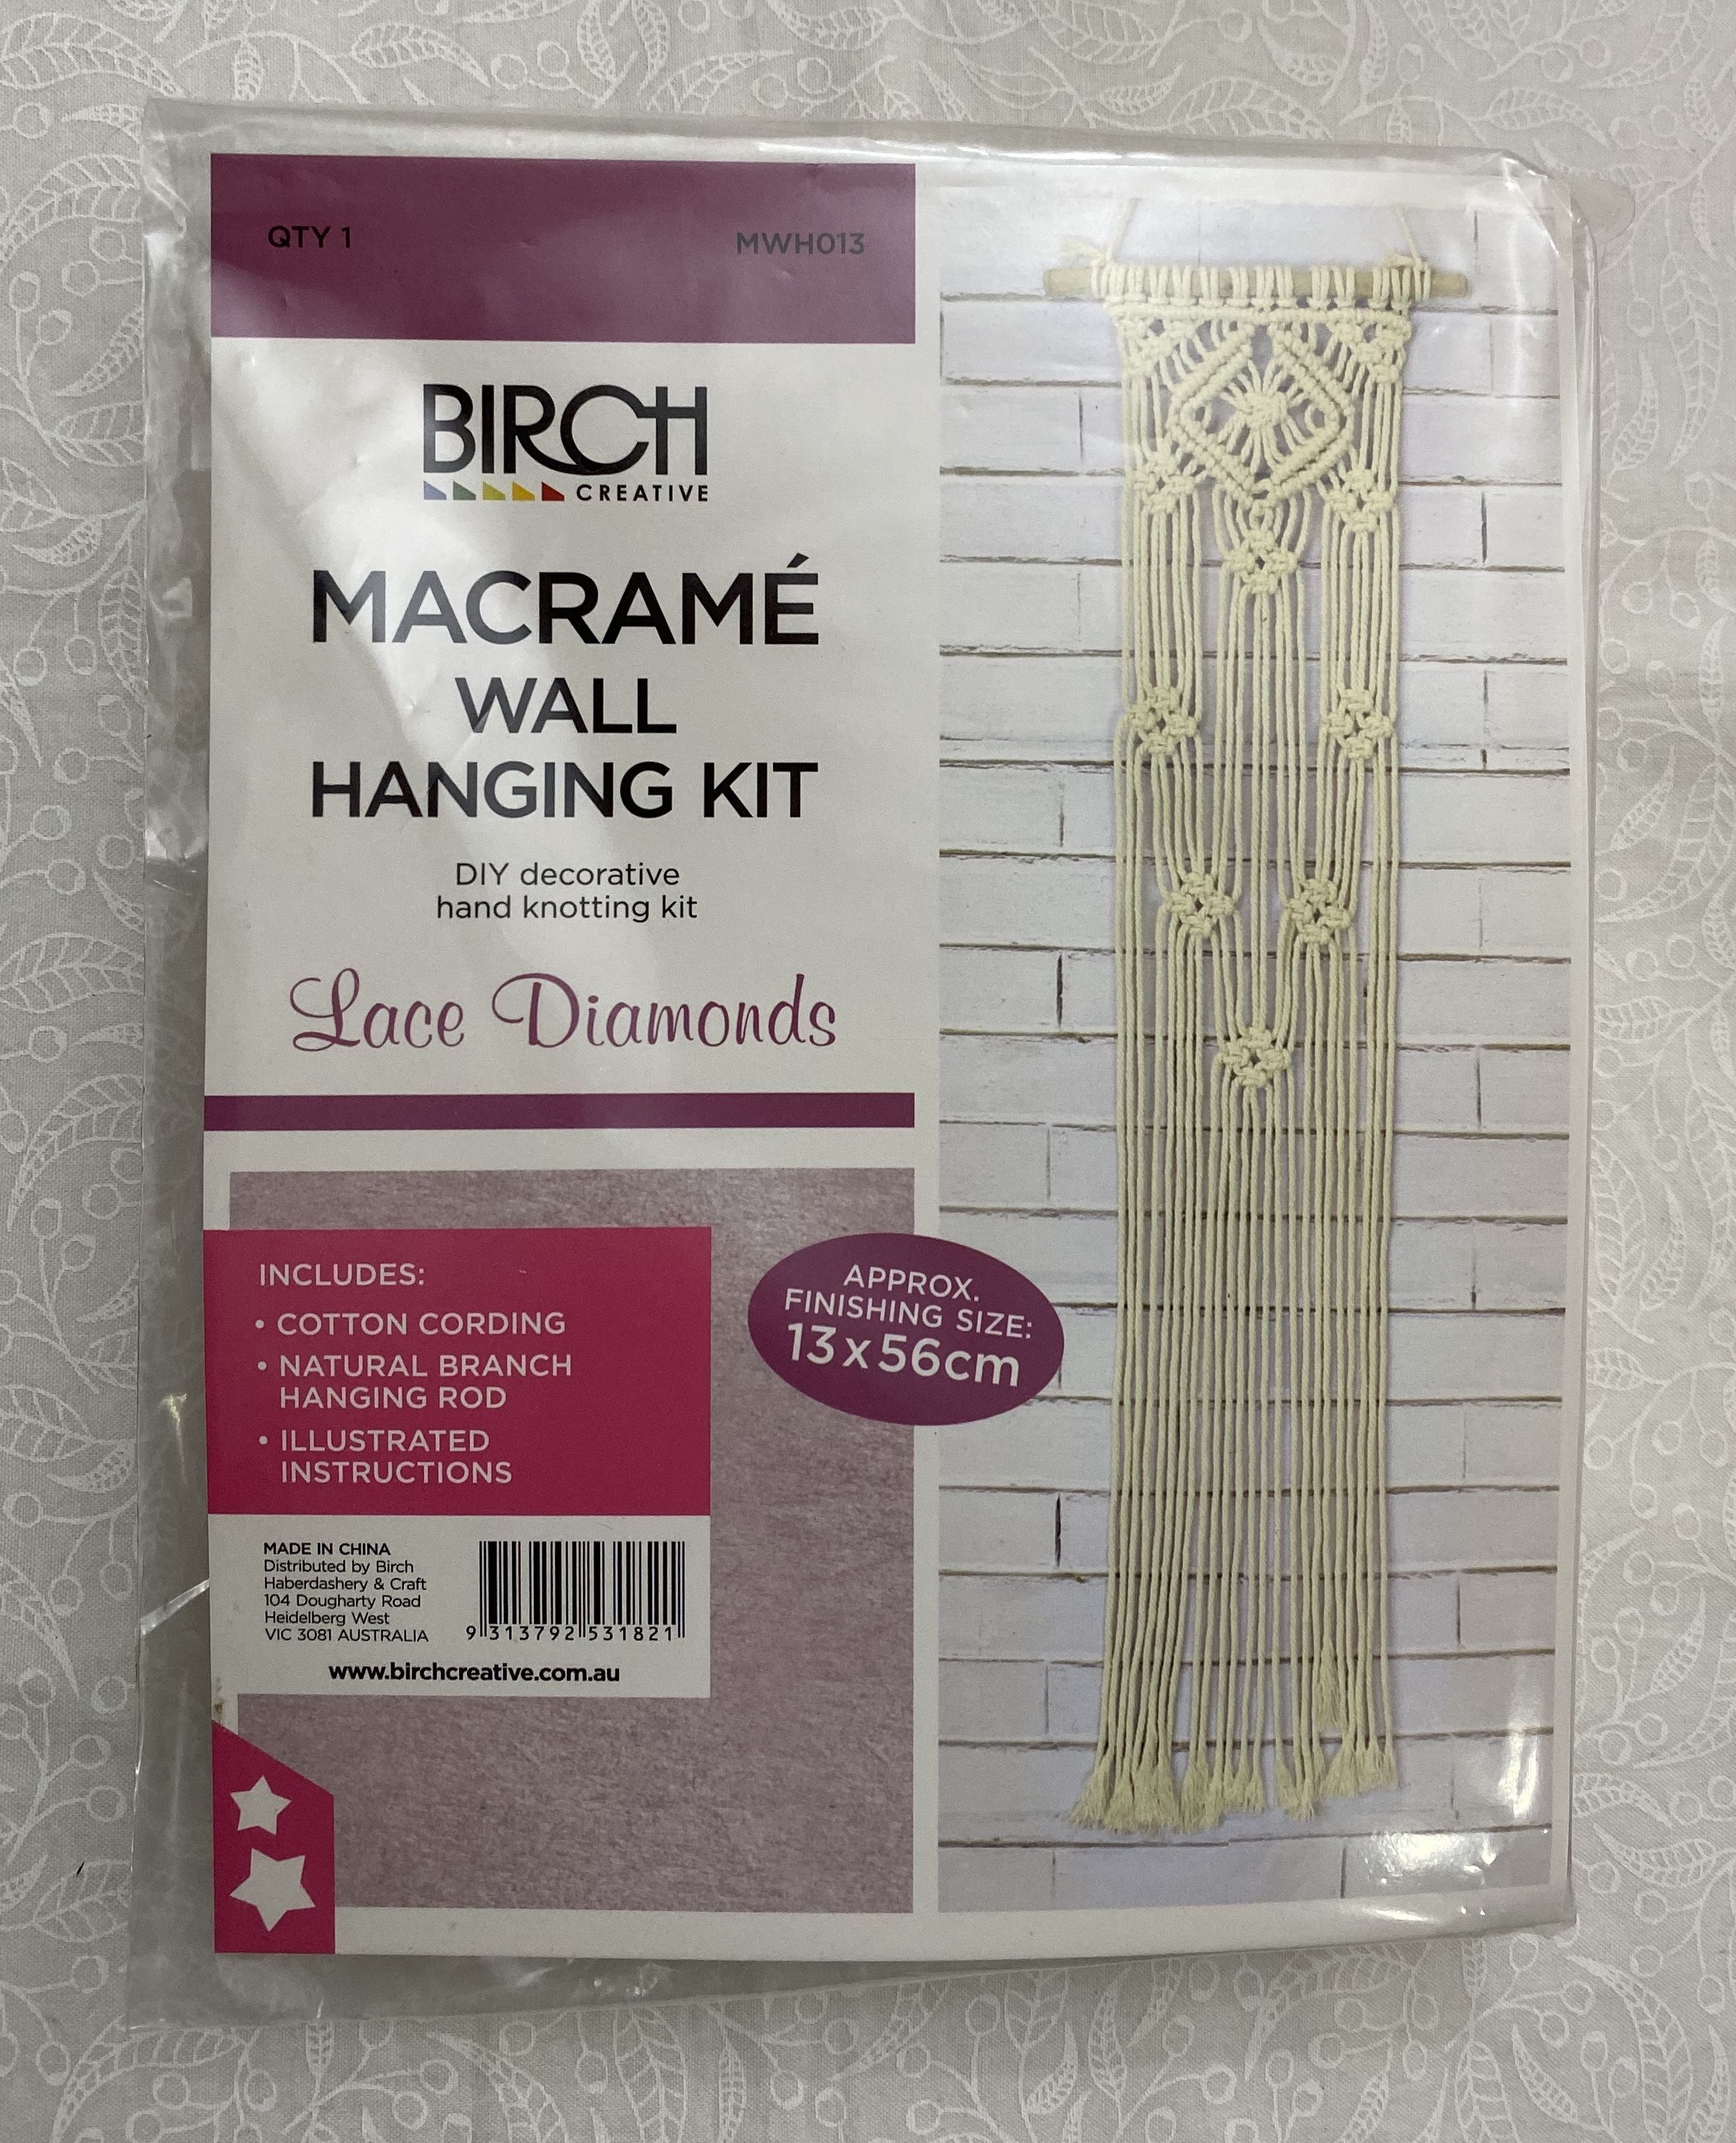 QTY 1
MWH013
BIRCH
CREATIVE
MACRAMÉ
WALL
HANGING KIT
DIY decorative
hand knotting kit
Lace Diamonds
INCLUDES:
• COTTON CORDING
• NATURAL BRANCH
HANGING ROD
• ILLUSTRATED
INSTRUCTIONS
APPROX.
FINISHING SIZE:
13 x 56cm
MADE IN CHINA
Distributed by Birch
Haberdashery & Craft
104 Dougharty Road
Heidelberg West
VIC 3081 AUSTRALIA
9 313792 531821
www.birchcreative.com.au